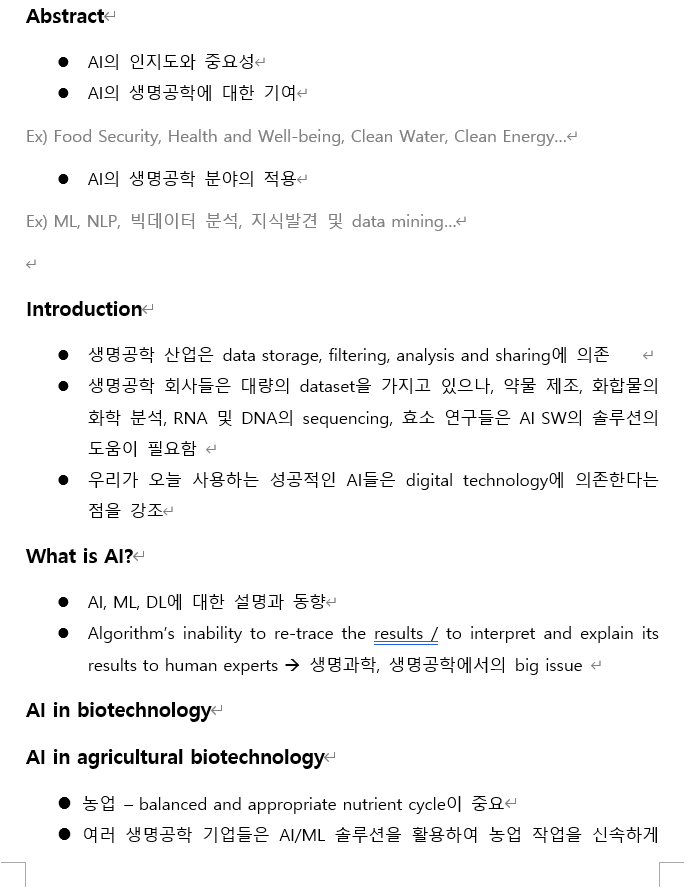 Abstract
● AI의 인지도와 중요성
● AI의 생명공학에 대한 기여
Ex) Food Security, Health and Well-being, Clean Water, Clean Energy...
● AI의 생명공학 분야의 적용
Ex) ML, NLP, 빅데이터 분석, 지식발견 및 data mining...
Introduction
● 생명공학 산업은 data storage, filtering, analysis and sharing에 의존
● 생명공학 회사들은 대량의 dataset을 가지고 있으나, 약물 제조, 화합물의
화학 분석, RNA 및 DNA의 sequencing, 효소 연구들은 AI SW의 솔루션의
도움이 필요함
● 우리가 오늘 사용하는 성공적인 AI들은 digital technology에 의존한다는
점을 강조
What is AI?
● AI, ML, DL에 대한 설명과 동향
● Algorithm's inability to re-trace the results / to interpret and explain its
results to human experts → 생명과학, 생명공학에서의 big issue
AI in biotechnology
AI in agricultural biotechnology
● 농업 – balanced and appropriate nutrient cycle이 중요
● 여러 생명공학 기업들은 AI/ML 솔루션을 활용하여 농업 작업을 신속하게